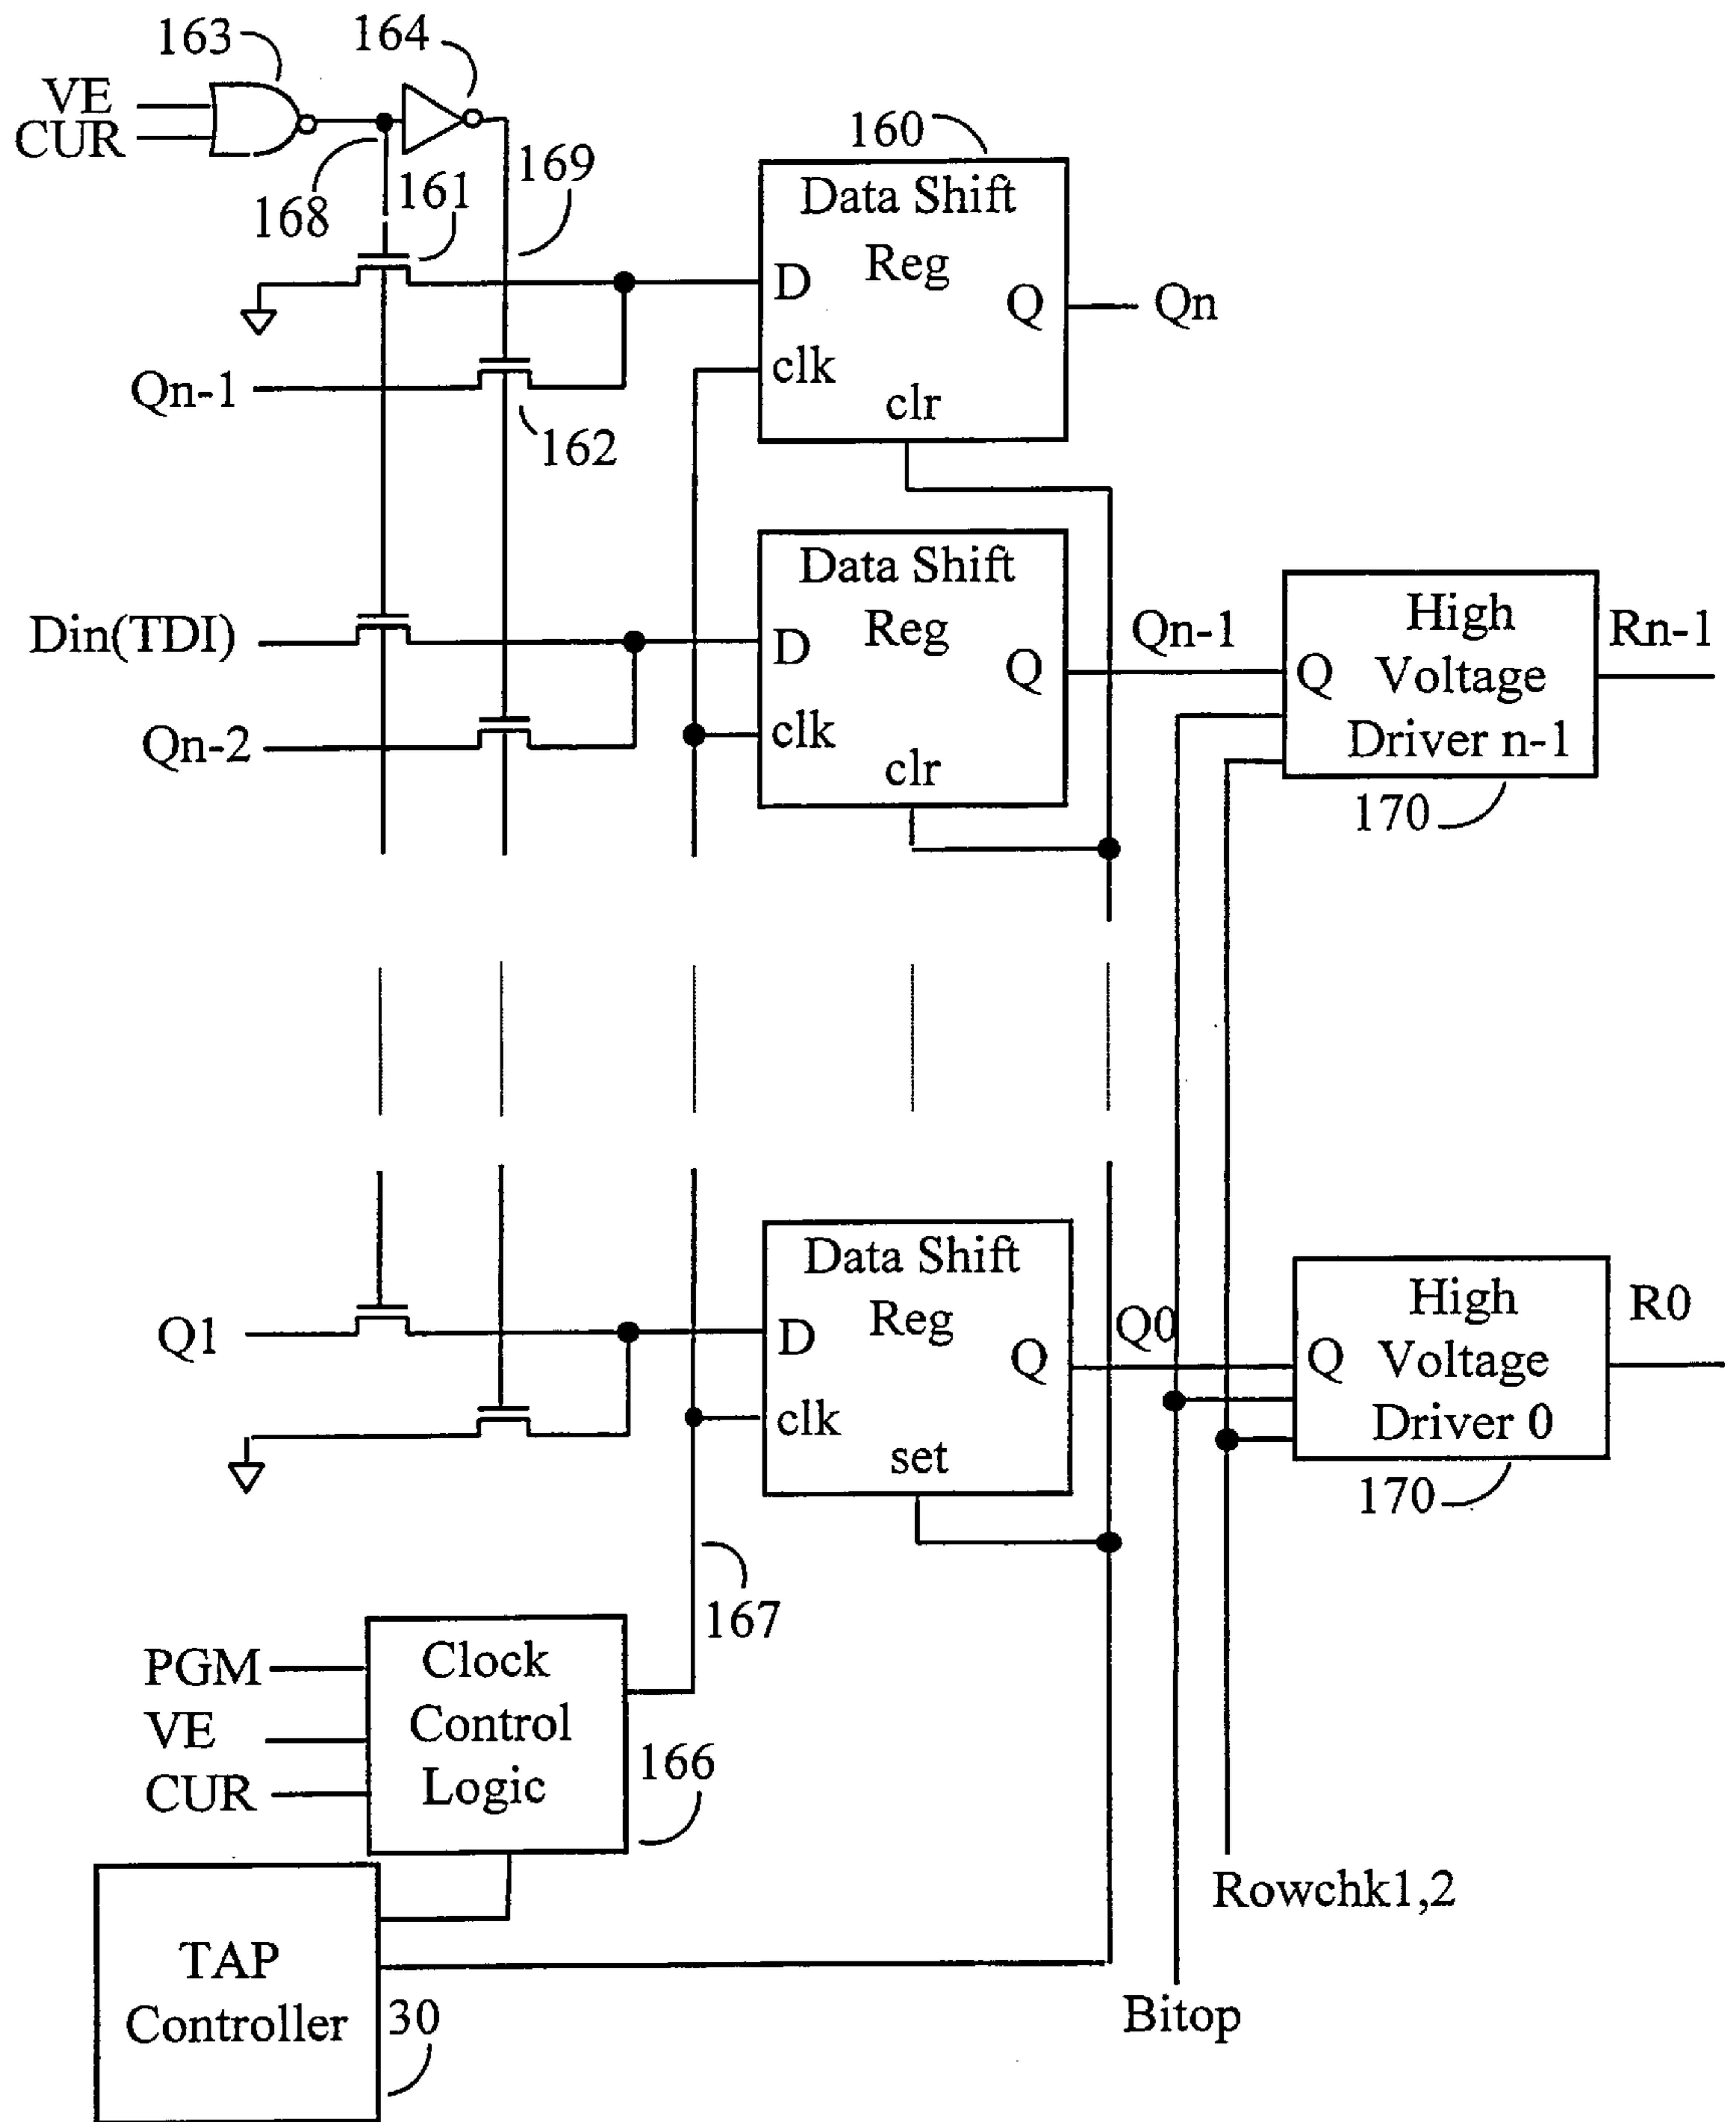 163
164
VE
CUR
168
161
169
160
Data Shift
Reg
D
Q
clk
clr
Qn
Qn-1
162
Din(TDI)
Qn-2
Data Shift
Reg
D
Q
clk
clr
Qn-1
High
Voltage
Driver n-1
Q
Rn-1
170
Q1
Data Shift
Reg
D
Q
clk
set
Q0
High
Voltage
Driver 0
Q
R0
170
167
PGM
VE
CUR
Clock
Control
Logic
166
TAP
Controller
30
Rowchk1,2
Bitop